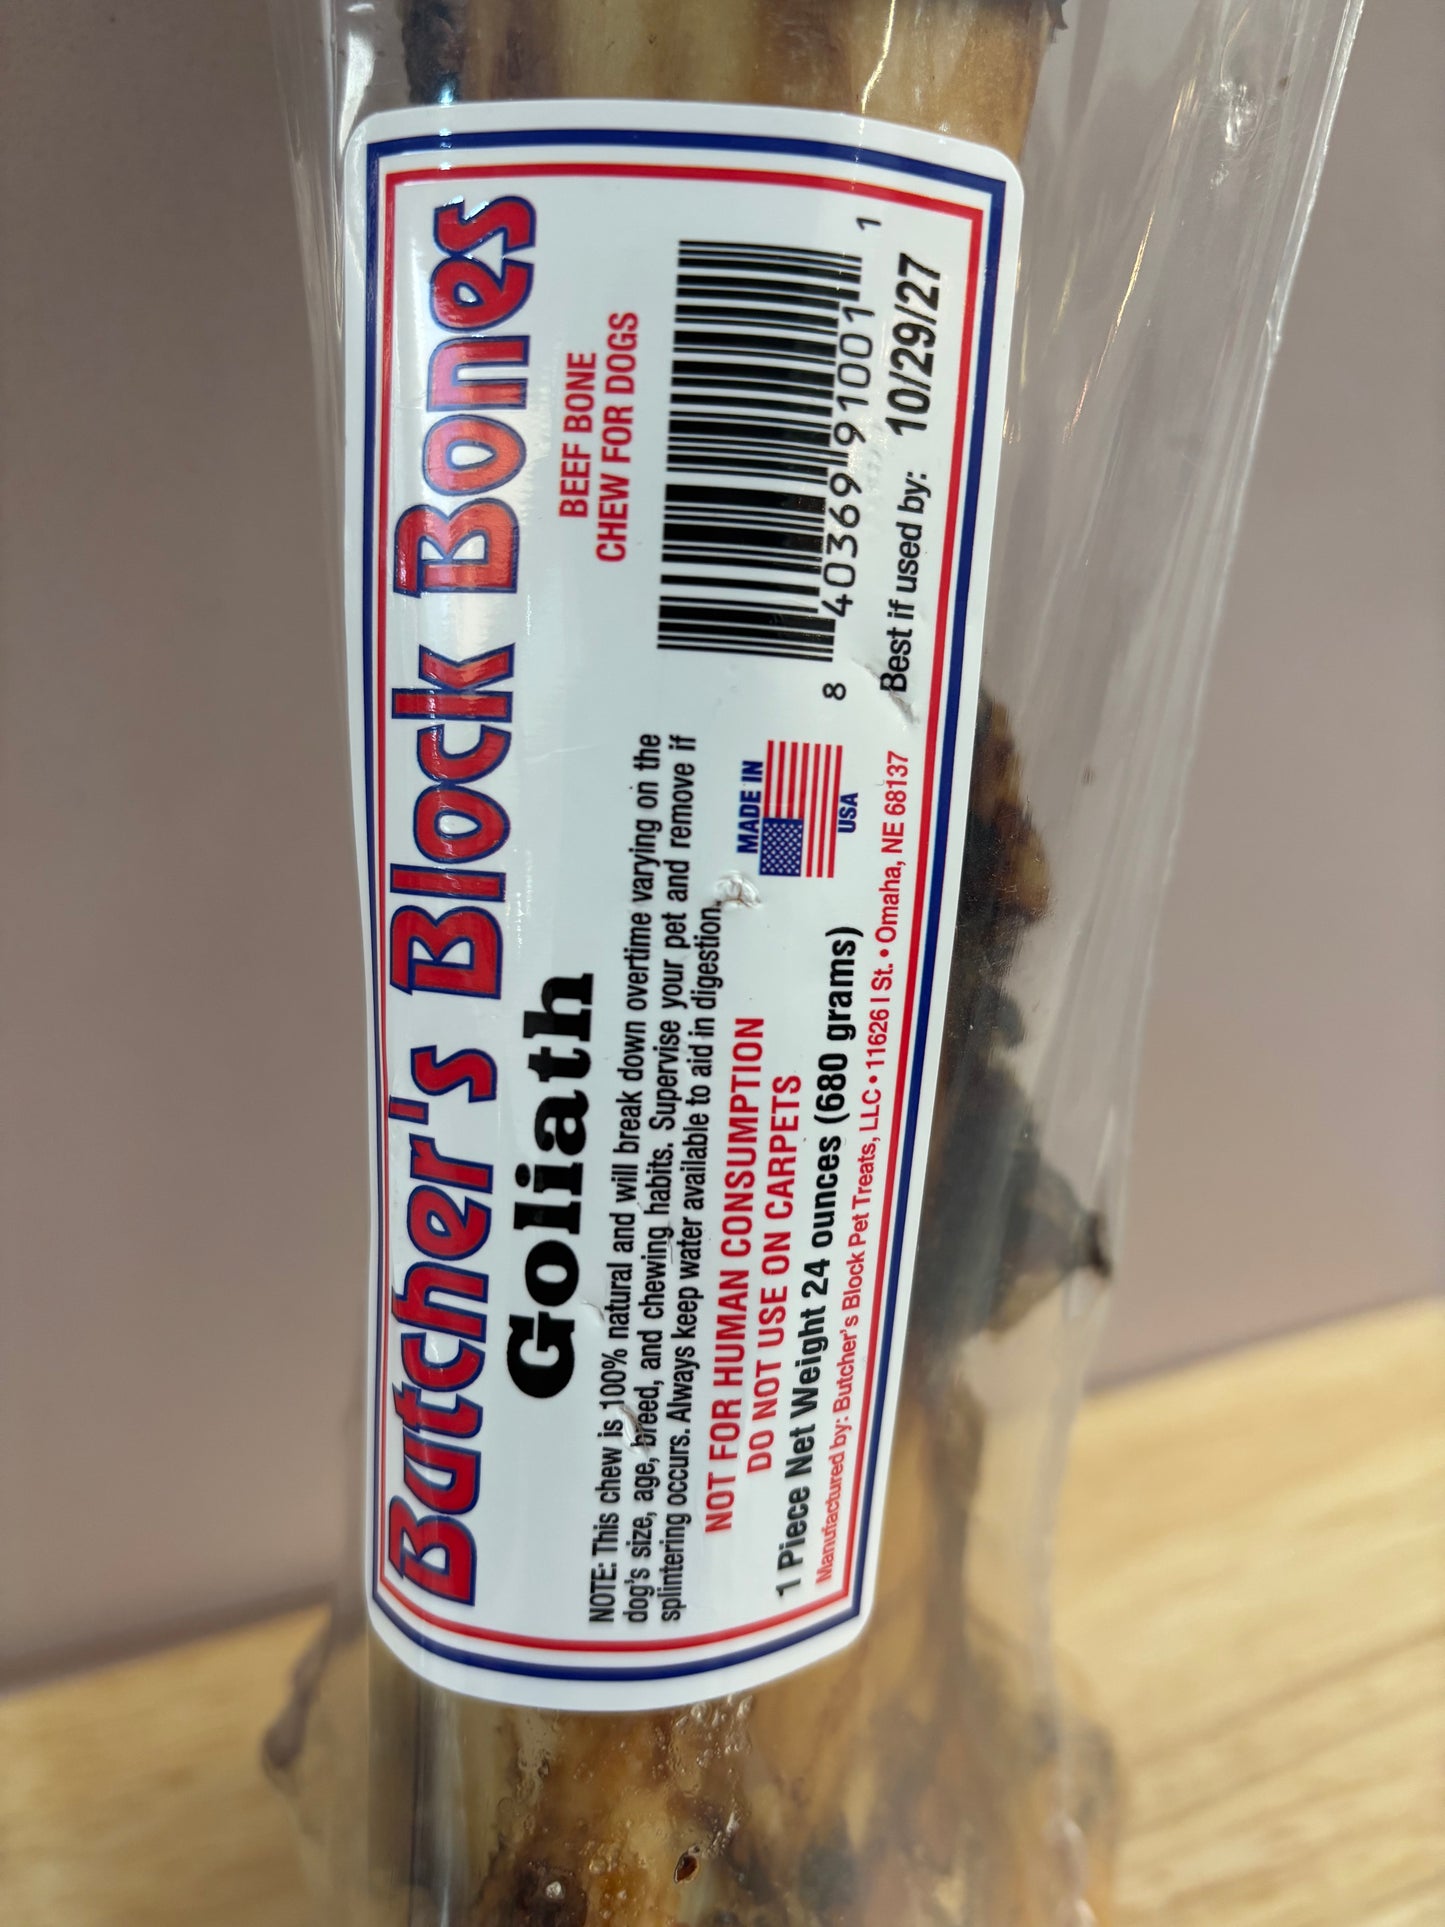 Butcher's Block Bones
Goliath
BEEF BONE
CHEW FOR DOGS
NOTE: This chew is 100% natural and will break down overtime varying on the
dog's size, age, breed, and chewing habits. Supervise your pet and remove if
splintering occurs. Always keep water available to aid in digestion.
NOT FOR HUMAN CONSUMPTION
DO NOT USE ON CARPETS
MADE IN
USA
8 40369 91001 1
1 Piece Net Weight 24 ounces (680 grams)
Best if used by: 10/29/27
Manufactured by: Butcher's Block Pet Treats, LLC • 11626 I St. • Omaha, NE 68137